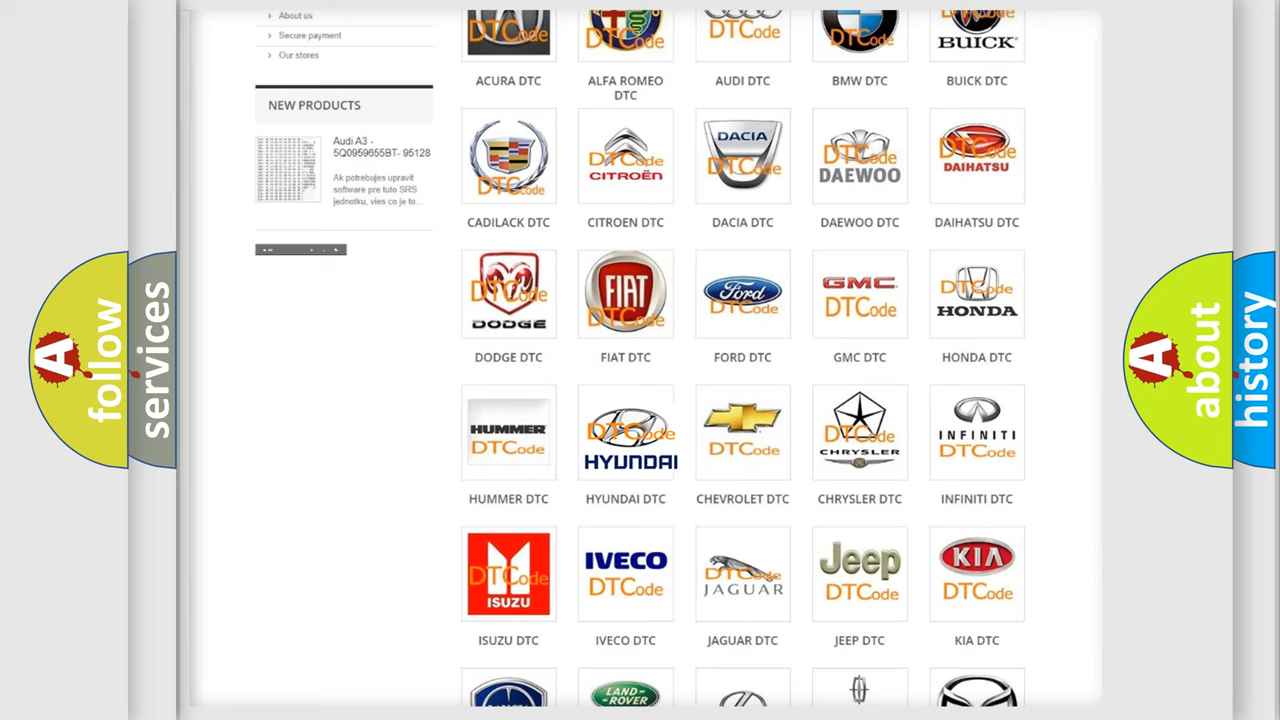 About us
Secure payment
Our stores
NEW PRODUCTS
Audi A3 -
5Q0959655BT- 95128
Ak potrebujes upravit
software pre tuto SRS
jednotku, vies co je to...
DTCode
DTCode
DTCode
DTCode
BUICK
ACURA DTC
ALFA ROMEO
DTC
AUDI DTC
BMW DTC
BUICK DTC
DTCode
DTCode
CITROËN
DACIA
DTCode
DTCode
DAEWOO
DTCode
DAIHATSU
CADILACK DTC
CITROEN DTC
DACIA DTC
DAEWOO DTC
DAIHATSU DTC
DTCode
DODGE
FIAT
DTCode
Ford
DTCode
GMC
DTCode
DTCode
HONDA
DODGE DTC
FIAT DTC
FORD DTC
GMC DTC
HONDA DTC
HUMMER
DTCode
DTCode
HYUNDAI
DTCode
DTCode
CHRYSLER
INFINITI
DTCode
HUMMER DTC
HYUNDAI DTC
CHEVROLET DTC
CHRYSLER DTC
INFINITI DTC
DTCode
ISUZU
IVECO
DTCode
DTCode
JAGUAR
Jeep
DTCode
KIA
DTCode
ISUZU DTC
IVECO DTC
JAGUAR DTC
JEEP DTC
KIA DTC
LAND-
ROVER
A
follow
services
A
about
history